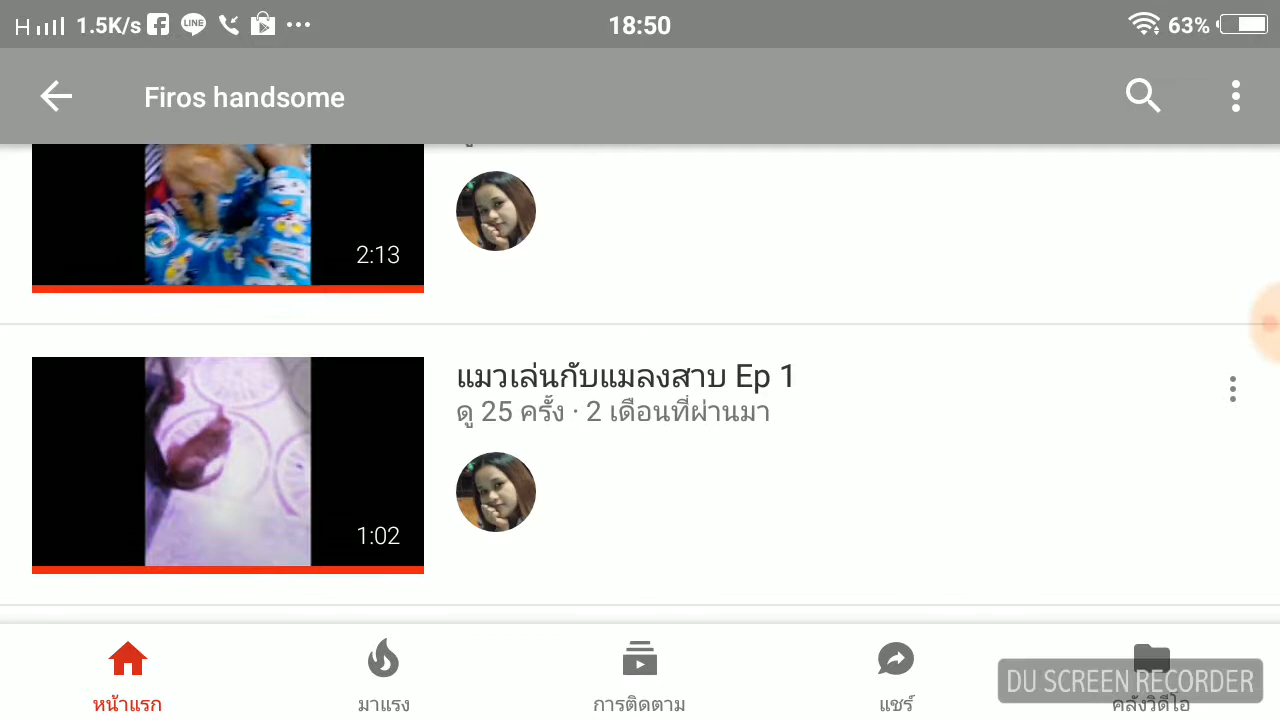 H 1.5K/s LINE 18:50 63%
Firos handsome
2:13
แมวเล่นกับแมลงสาบ Ep 1
ดู 25 ครั้ง · 2 เดือนที่ผ่านมา
1:02
หน้าแรก มาแรง การติดตาม แชร์ คลังวิดีโอ
DU SCREEN RECORDER